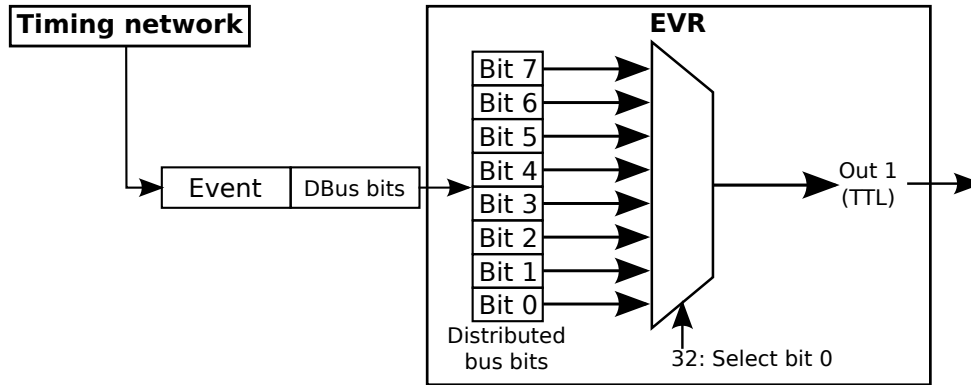 Timing network
EVR
Bit 7
Bit 6
Bit 5
Bit 4
Bit 3
Bit 2
Bit 1
Bit 0
Event
DBus bits
Out 1
(TTL)
Distributed
bus bits
32: Select bit 0